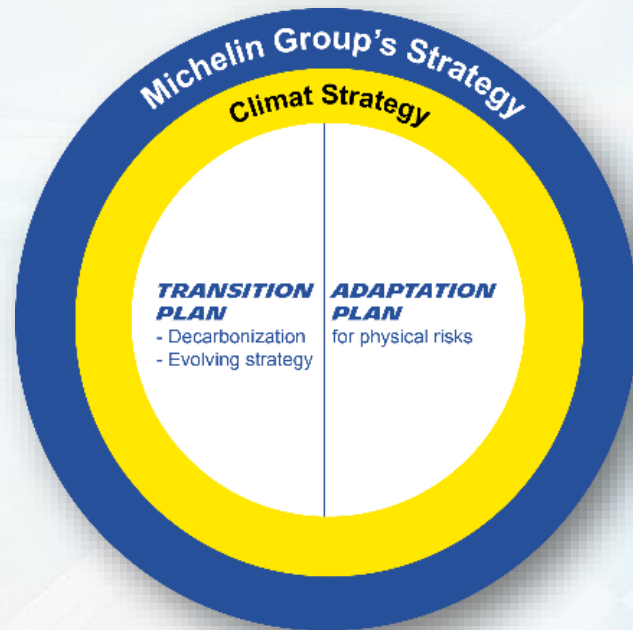 Michelin Group's Strategy
Climat Strategy
TRANSITION
PLAN
- Decarbonization
- Evolving strategy
ADAPTATION
PLAN
for physical risks